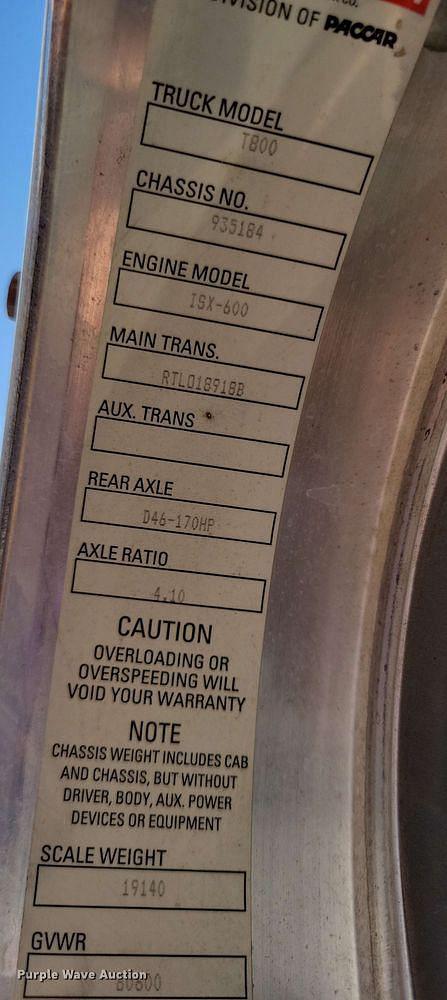 DIVISION OF PACCAR
TRUCK MODEL
T800
CHASSIS NO.
935184
ENGINE MODEL
ISX-600
MAIN TRANS.
RTLO18918B
AUX. TRANS
REAR AXLE
D46-170HP
AXLE RATIO
4.10
CAUTION
OVERLOADING OR
OVERSPEEDING WILL
VOID YOUR WARRANTY
NOTE
CHASSIS WEIGHT INCLUDES CAB
AND CHASSIS, BUT WITHOUT
DRIVER, BODY, AUX. POWER
DEVICES OR EQUIPMENT
SCALE WEIGHT
19140
GVWR
Purple Wave Auction